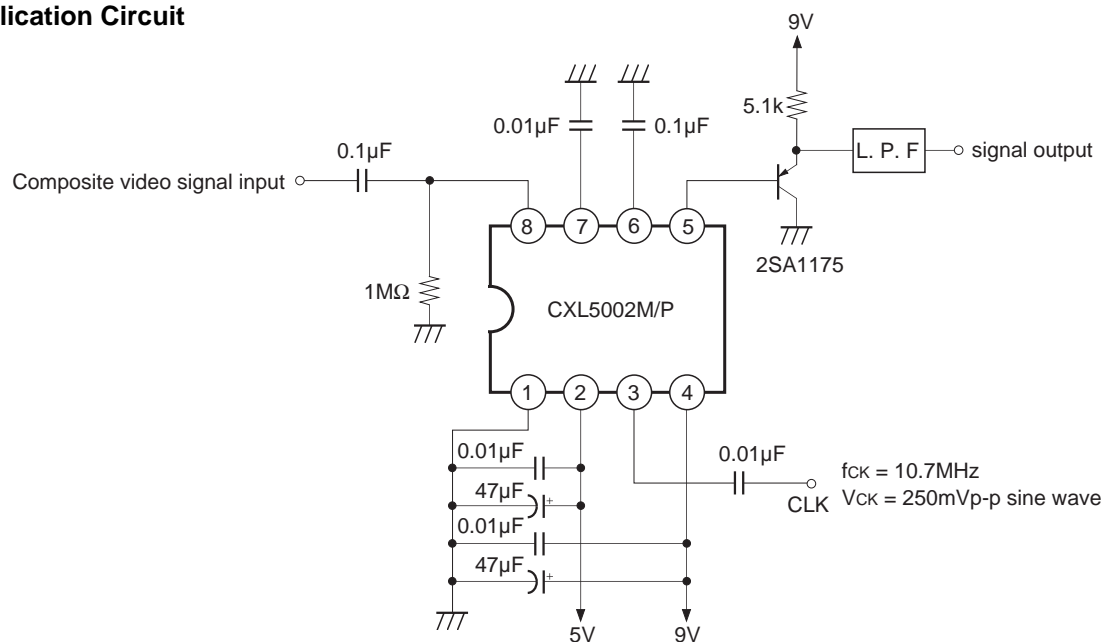 lication Circuit
9V
5.1k
0.01µF
0.1µF
0.1µF
L. P. F
signal output
Composite video signal input
8
7
6
5
2SA1175
1MΩ
CXL5002M/P
1
2
3
4
0.01µF
0.01µF
fCK = 10.7MHz
47µF
CLK
VCK = 250mVp-p sine wave
+
0.01µF
47µF
+
5V
9V